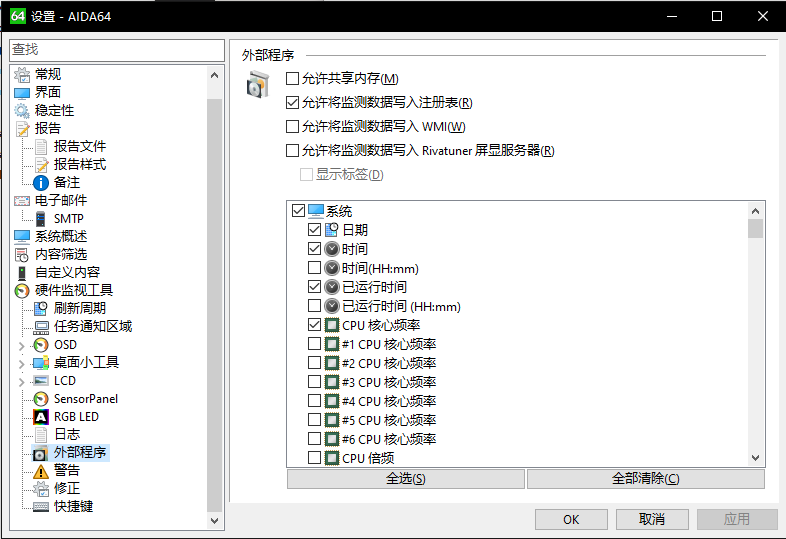 64 设置 - AIDA64
查找
常规
界面
稳定性
报告
报告文件
报告样式
备注
电子邮件
SMTP
系统概述
内容筛选
自定义内容
硬件监视工具
刷新周期
任务通知区域
OSD
桌面小工具
LCD
SensorPanel
RGB LED
日志
外部程序
警告
修正
快捷键
外部程序
允许共享内存(M)
允许将监测数据写入注册表(R)
允许将监测数据写入 WMI(W)
允许将监测数据写入 Rivatuner 屏显服务器(R)
显示标签(D)
系统
日期
时间
时间(HH:mm)
已运行时间
已运行时间 (HH:mm)
CPU 核心频率
#1 CPU 核心频率
#2 CPU 核心频率
#3 CPU 核心频率
#4 CPU 核心频率
#5 CPU 核心频率
#6 CPU 核心频率
CPU 倍频
全选(S)
全部清除(C)
OK
取消
应用